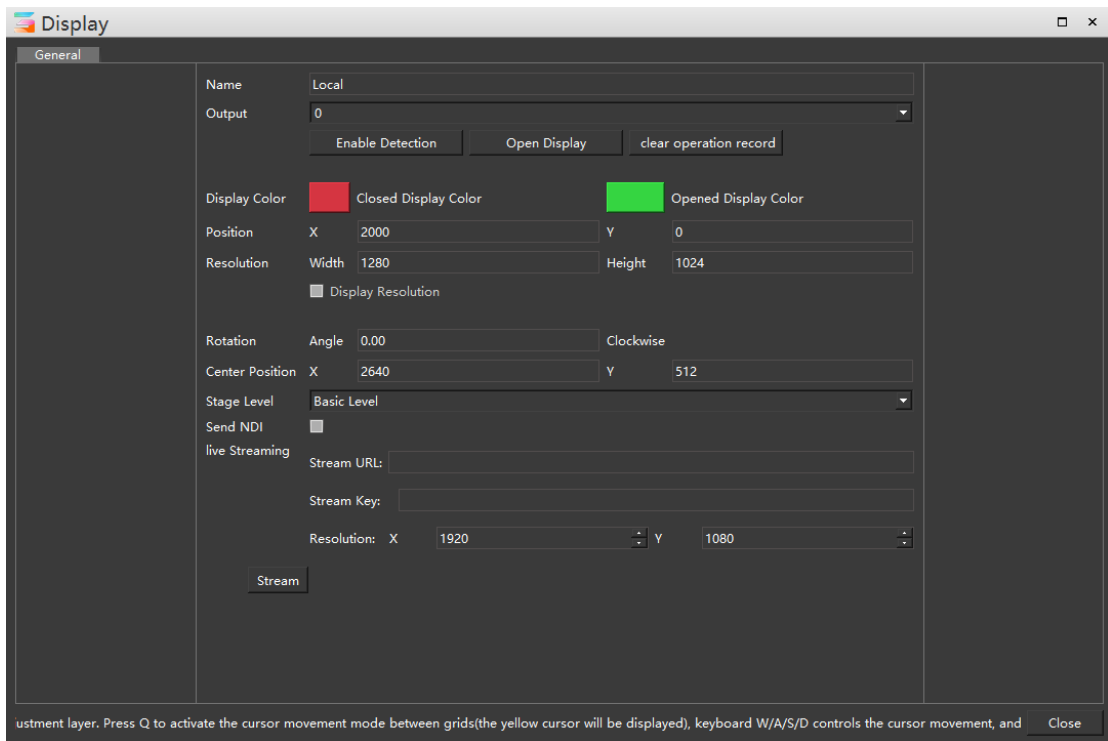 Display
General
Name Local
Output 0
Enable Detection Open Display clear operation record
Display Color Closed Display Color Opened Display Color
Position X 2000 Y 0
Resolution Width 1280 Height 1024
Display Resolution
Rotation Angle 0.00 Clockwise
Center Position X 2640 Y 512
Stage Level Basic Level
Send NDI
live Streaming
Stream URL:
Stream Key:
Resolution: X 1920 Y 1080
Stream
ustment layer. Press Q to activate the cursor movement mode between grids(the yellow cursor will be displayed), keyboard W/A/S/D controls the cursor movement, and Close